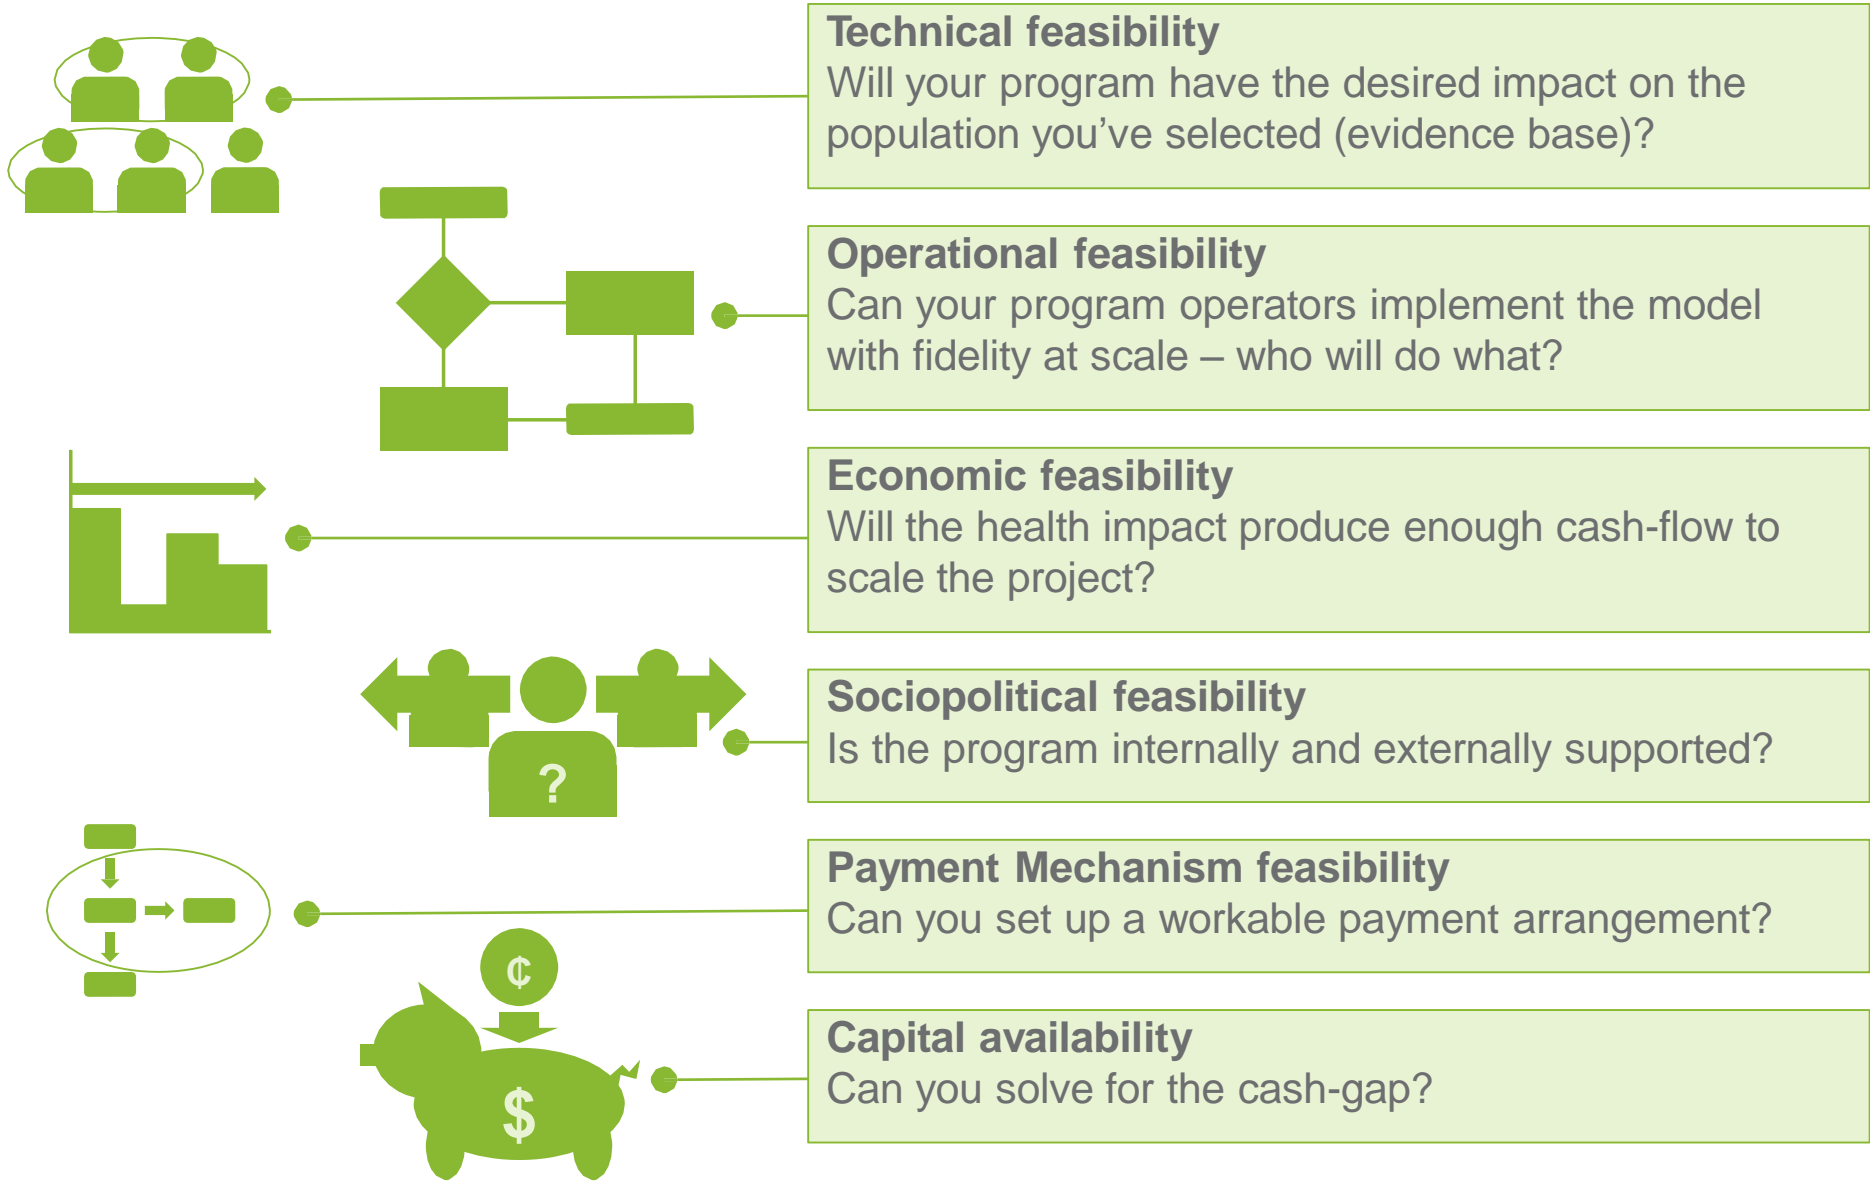 Technical feasibility
Will your program have the desired impact on the
population you’ve selected (evidence base)?
Operational feasibility
Can your program operators implement the model
with fidelity at scale – who will do what?
Economic feasibility
Will the health impact produce enough cash-flow to
scale the project?
Sociopolitical feasibility
Is the program internally and externally supported?
?
Payment Mechanism feasibility
Can you set up a workable payment arrangement?
¢
Capital availability
Can you solve for the cash-gap?
$